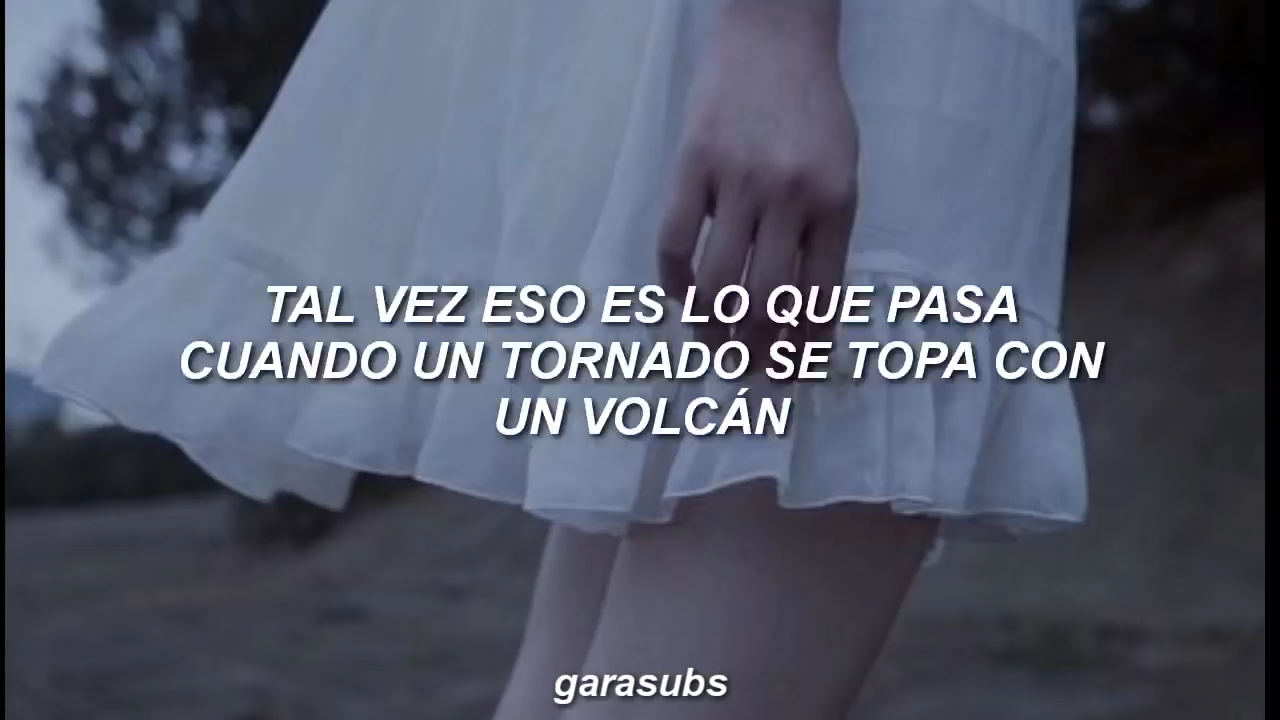 TAL VEZ ESO ES LO QUE PASA
CUANDO UN TORNADO SE TOPA CON
UN VOLCÁN
garasubs